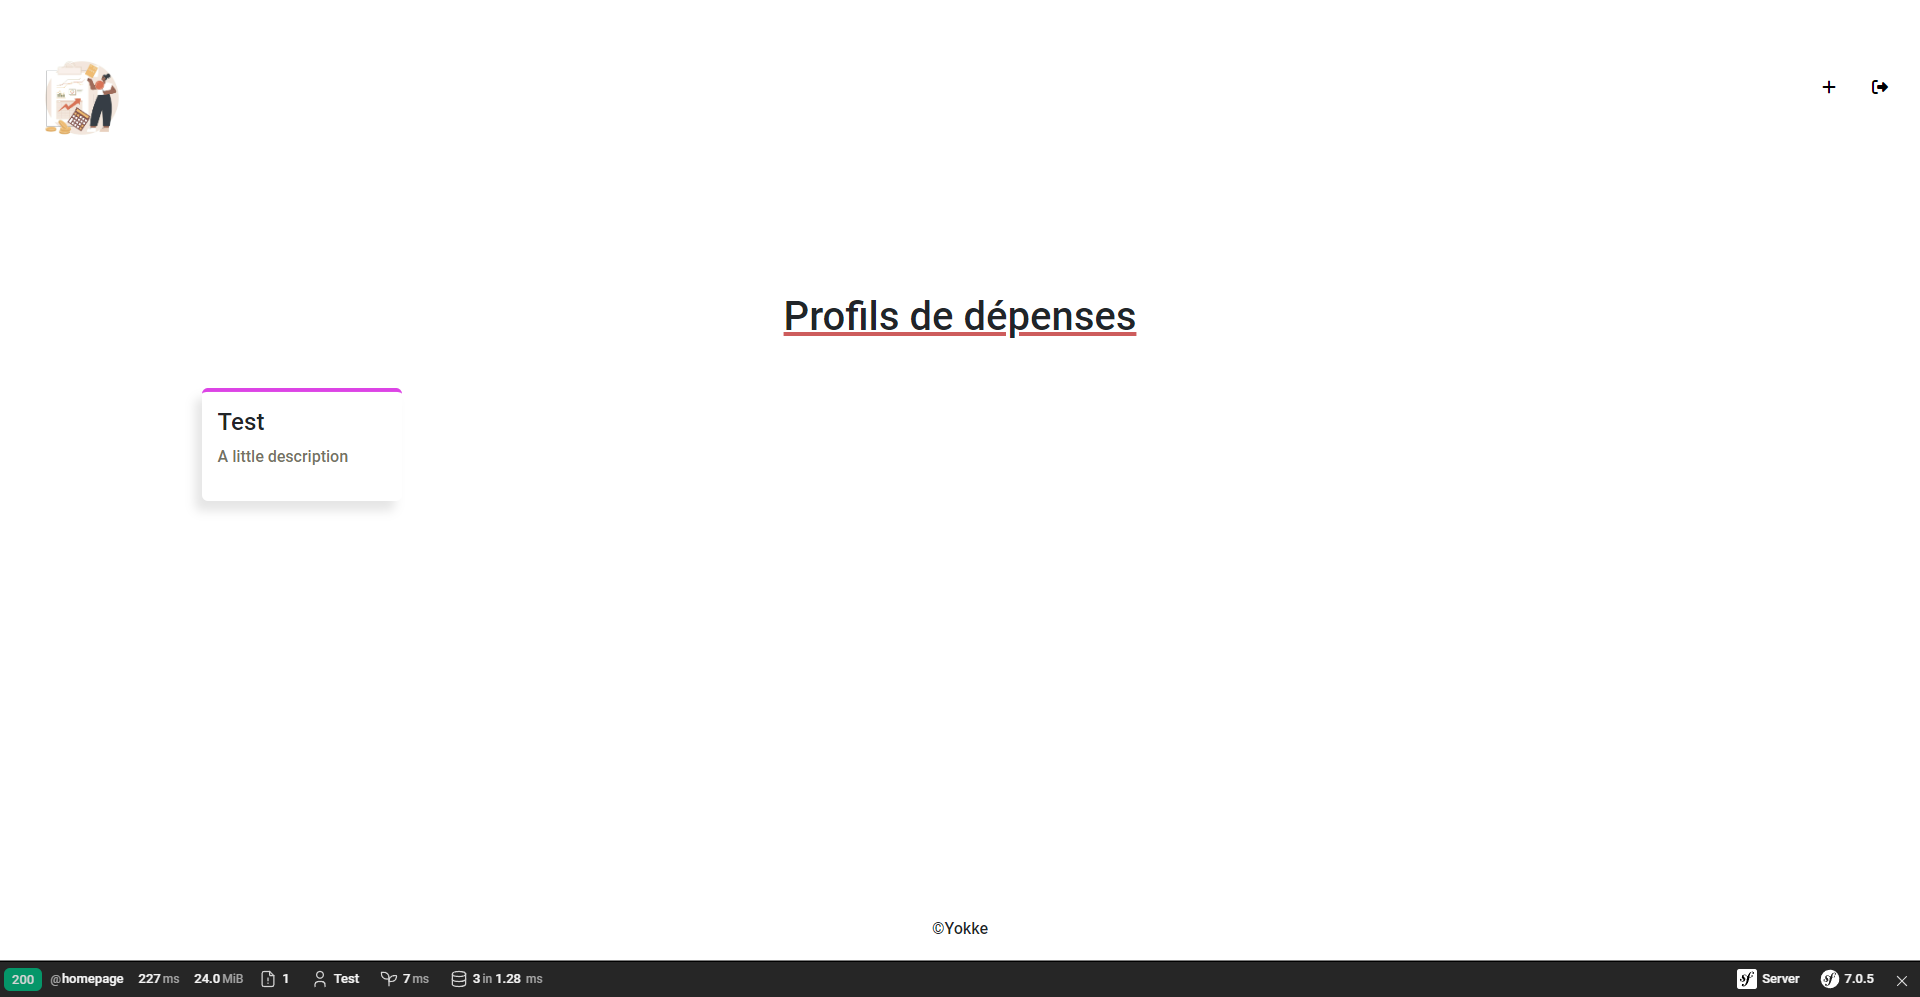 Profils de dépenses
Test
A little description
©Yokke
200 @homepage 227 ms 24.0 MiB 1 Test 7 ms 3 in 1.28 ms Server 7.0.5